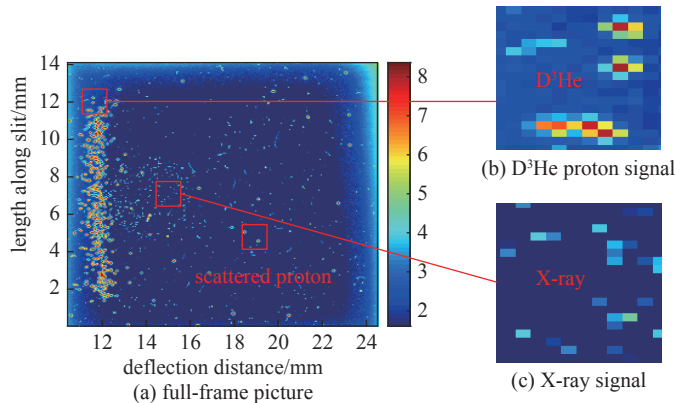 14
12
10
8
6
4
2
length along slit/mm
scattered proton
12 14 16 18 20 22 24
deflection distance/mm
(a) full-frame picture
8
7
6
5
4
3
2
D³He
(b) D³He proton signal
X-ray
(c) X-ray signal